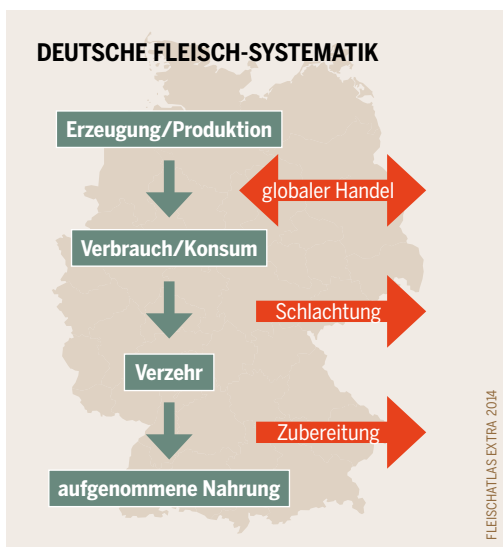 DEUTSCHE FLEISCH-SYSTEMATIK
Erzeugung/Produktion
globaler Handel
Verbrauch/Konsum
Schlachtung
Verzehr
Zubereitung
aufgenommene Nahrung
FLEISCHATLAS EXTRA 2014